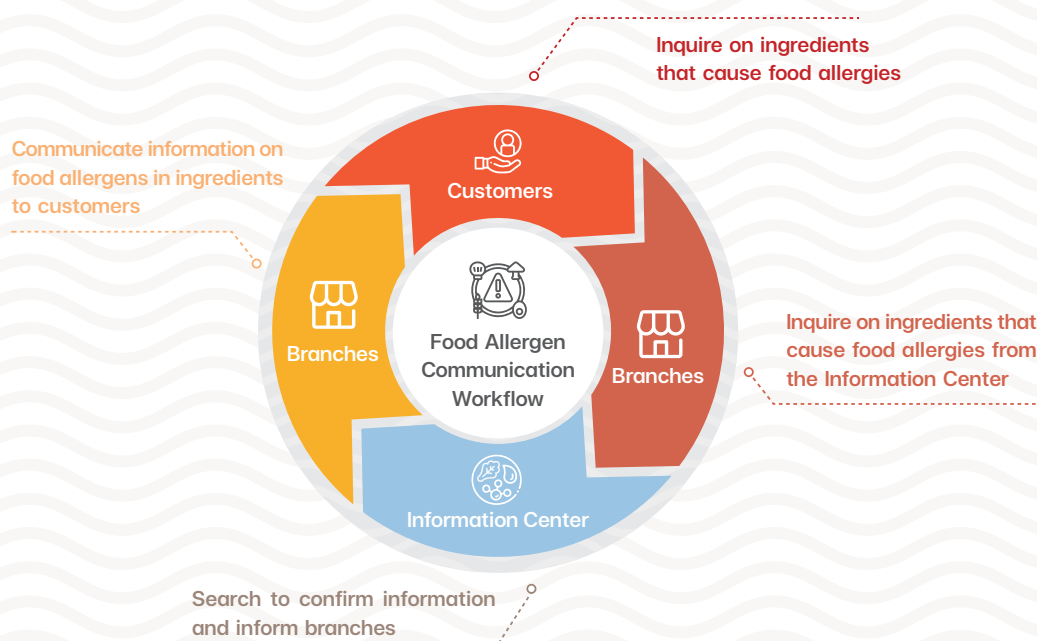 Inquire on ingredients
that cause food allergies
Communicate information on
food allergens in ingredients
to customers
Customers
Branches
Food Allergen
Communication
Workflow
Branches
Inquire on ingredients that
cause food allergies from
the Information Center
Information Center
Search to confirm information
and inform branches